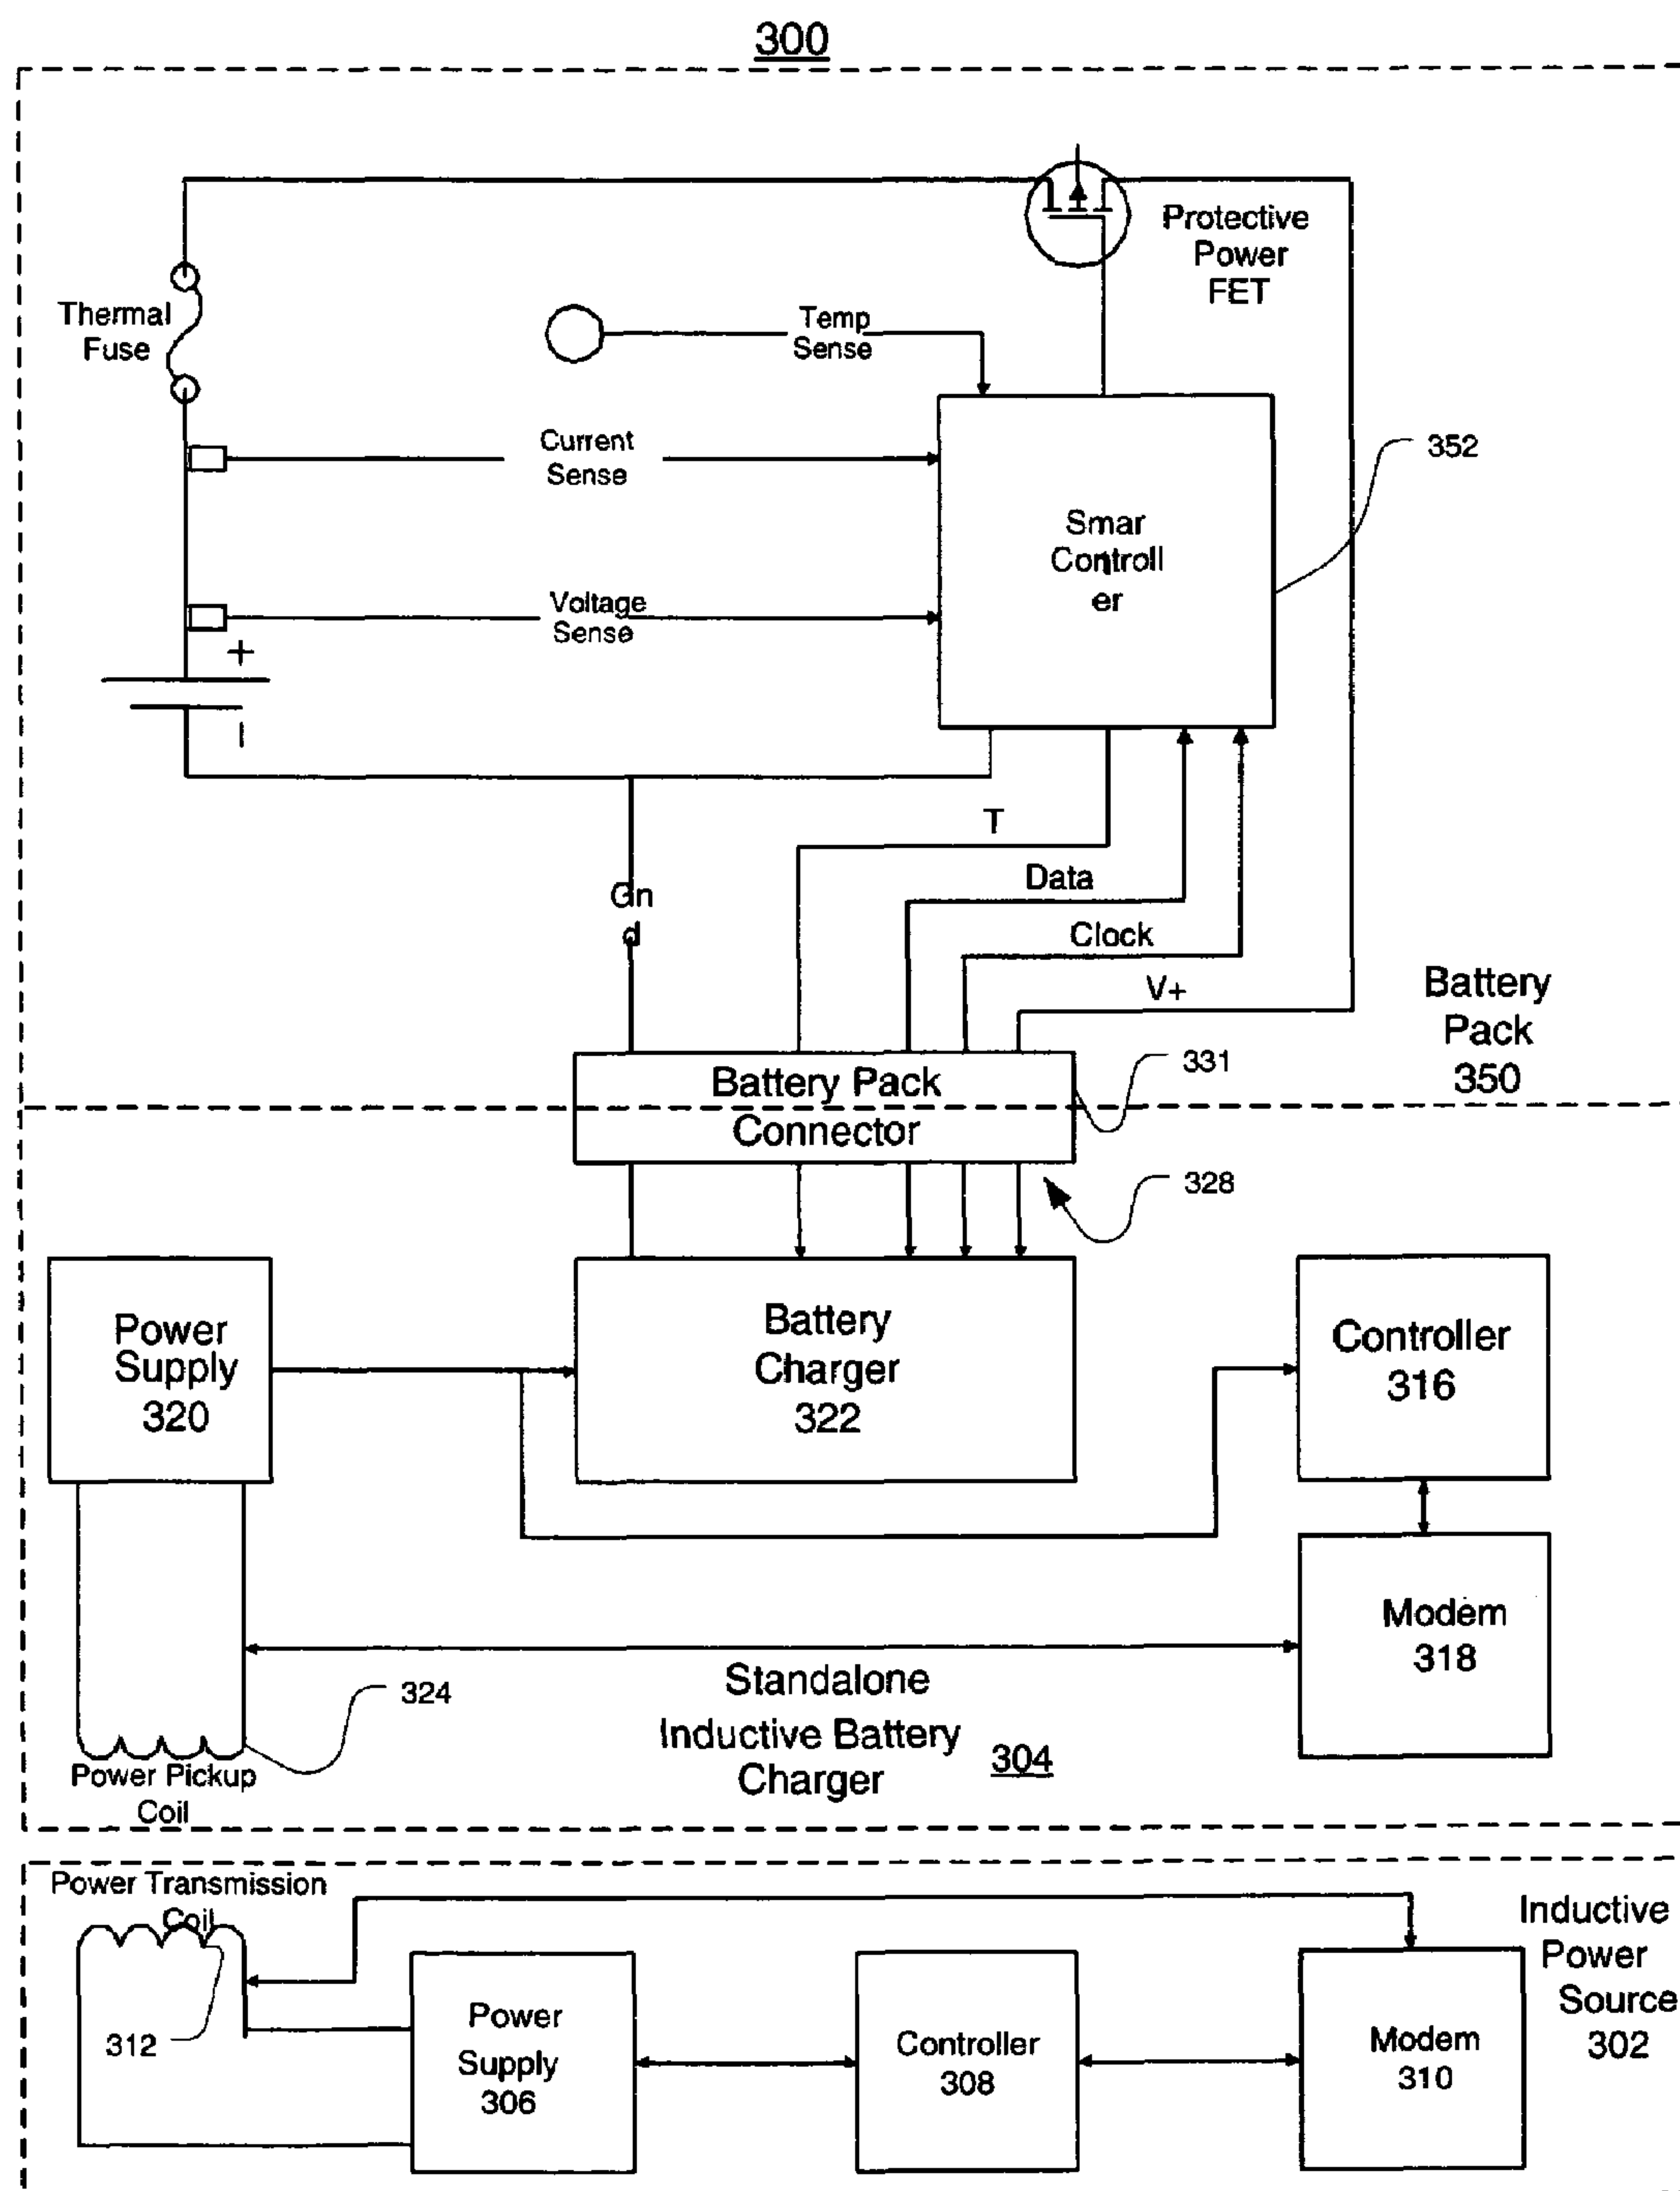 300
Protective
Power
FET
Thermal
Fuse
Temp
Sense
Current
Sense
352
Smar
Controll
er
Voltage
Sense
+
–
T
Data
Gn
d
Clock
V+
Battery
Pack
350
331
Battery Pack
Connector
328
Power
Supply
320
Battery
Charger
322
Controller
316
Modem
318
324
Standalone
Inductive Battery
Charger
304
Power Pickup
Coil
Power Transmission
Coil
312
Power
Supply
306
Controller
308
Modem
310
Inductive
Power
Source
302